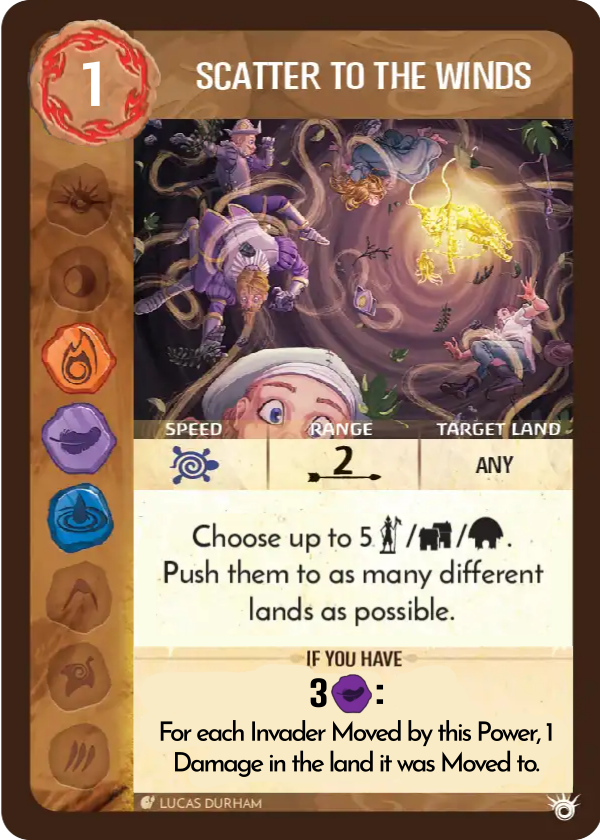 1
SCATTER TO THE WINDS
SPEED RANGE TARGET LAND
2 ANY
Choose up to 5 / / .
Push them to as many different
lands as possible.
IF YOU HAVE
3 :
For each Invader Moved by this Power, 1
Damage in the land it was Moved to.
LUCAS DURHAM